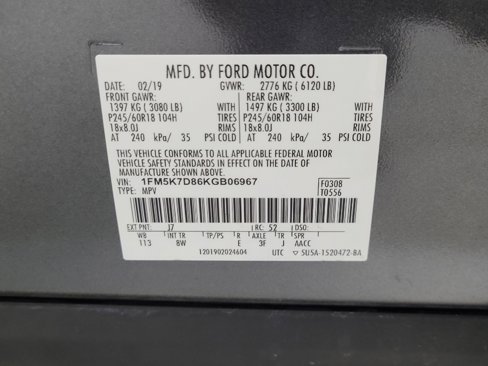 MFD. BY FORD MOTOR CO.
DATE: 02/19 GVWR: 2776 KG ( 6120 LB)
FRONT GAWR: REAR GAWR:
1397 KG ( 3080 LB) WITH 1497 KG ( 3300 LB) WITH
P245/60R18 104H TIRES P245/60R18 104H TIRES
18x8.0J RIMS 18x8.0J RIMS
AT 240 kPa/ 35 PSI COLD AT 240 kPa/ 35 PSI COLD
THIS VEHICLE CONFORMS TO ALL APPLICABLE FEDERAL MOTOR
VEHICLE SAFETY STANDARDS IN EFFECT ON THE DATE OF
MANUFACTURE SHOWN ABOVE.
VIN: 1FM5K7D86KGB06967 F0308
TYPE: MPV T0556
EXT PNT: J7 RC: 52 DSO:
WB INT TR TP/PS R AXLE TR SPR
113 BW E 3F J AACC
1201902024604 UTC ▽ 5U5A-1520472-BA